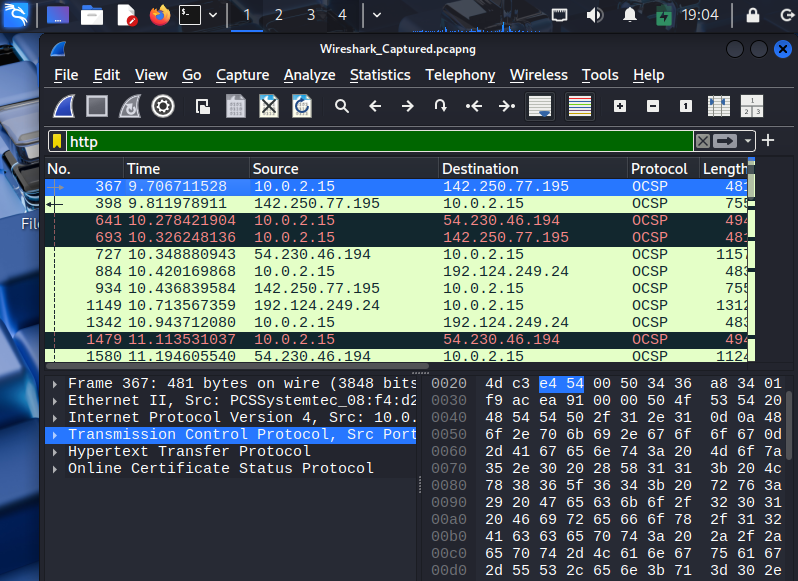 1 2 3 4 19:04
Wireshark_Captured.pcapng
File Edit View Go Capture Analyze Statistics Telephony Wireless Tools Help
http
No. Time Source Destination Protocol Length
367 9.706711528 10.0.2.15 142.250.77.195 OCSP 481
398 9.811978911 142.250.77.195 10.0.2.15 OCSP 755
641 10.278421904 10.0.2.15 54.230.46.194 OCSP 494
693 10.326248136 10.0.2.15 142.250.77.195 OCSP 481
727 10.348880943 54.230.46.194 10.0.2.15 OCSP 1157
884 10.420169868 10.0.2.15 192.124.249.24 OCSP 483
934 10.436839584 142.250.77.195 10.0.2.15 OCSP 755
1149 10.713567359 192.124.249.24 10.0.2.15 OCSP 1312
1342 10.943712080 10.0.2.15 192.124.249.24 OCSP 483
1479 11.113531037 10.0.2.15 54.230.46.194 OCSP 494
1580 11.194605540 54.230.46.194 10.0.2.15 OCSP 1124
Frame 367: 481 bytes on wire (3848 bits
Ethernet II, Src: PCSSystemtec_08:f4:d2
Internet Protocol Version 4, Src: 10.0.
Transmission Control Protocol, Src Port
Hypertext Transfer Protocol
Online Certificate Status Protocol
0020 4d c3 e4 54 00 50 34 36 a8 34 01
0030 f9 ac ea 91 00 00 50 4f 53 54 20
0040 48 54 54 50 2f 31 2e 31 0d 0a 48
0050 6f 2e 70 6b 69 2e 67 6f 6f 67 0d
0060 2d 41 67 65 6e 74 3a 20 4d 6f 7a
0070 35 2e 30 20 28 58 31 31 3b 20 4c
0080 78 38 36 5f 36 34 3b 20 72 76 3a
0090 29 20 47 65 63 6b 6f 2f 32 30 31
00a0 20 46 69 72 65 66 6f 78 2f 31 32
00b0 41 63 63 65 70 74 3a 20 2a 2f 2a
00c0 65 70 74 2d 4c 61 6e 67 75 61 67
00d0 2d 55 53 2c 65 6e 3b 71 3d 30 2e